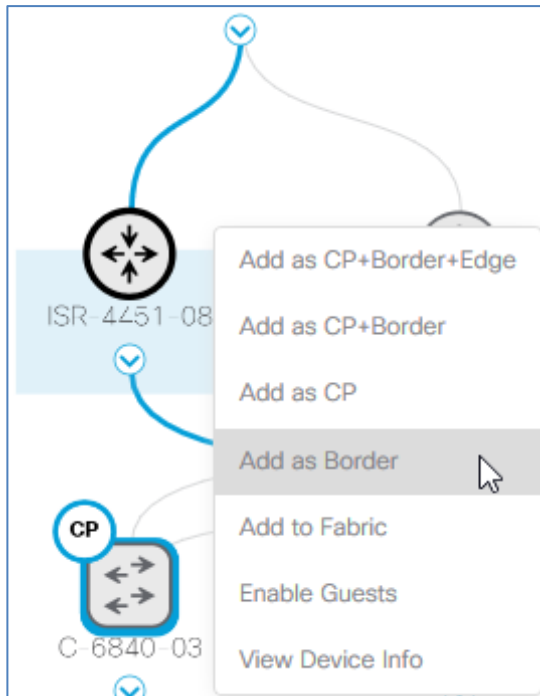 ISR-4451-08
Add as CP+Border+Edge
Add as CP+Border
Add as CP
Add as Border
Add to Fabric
Enable Guests
View Device Info
CP
C-6840-03